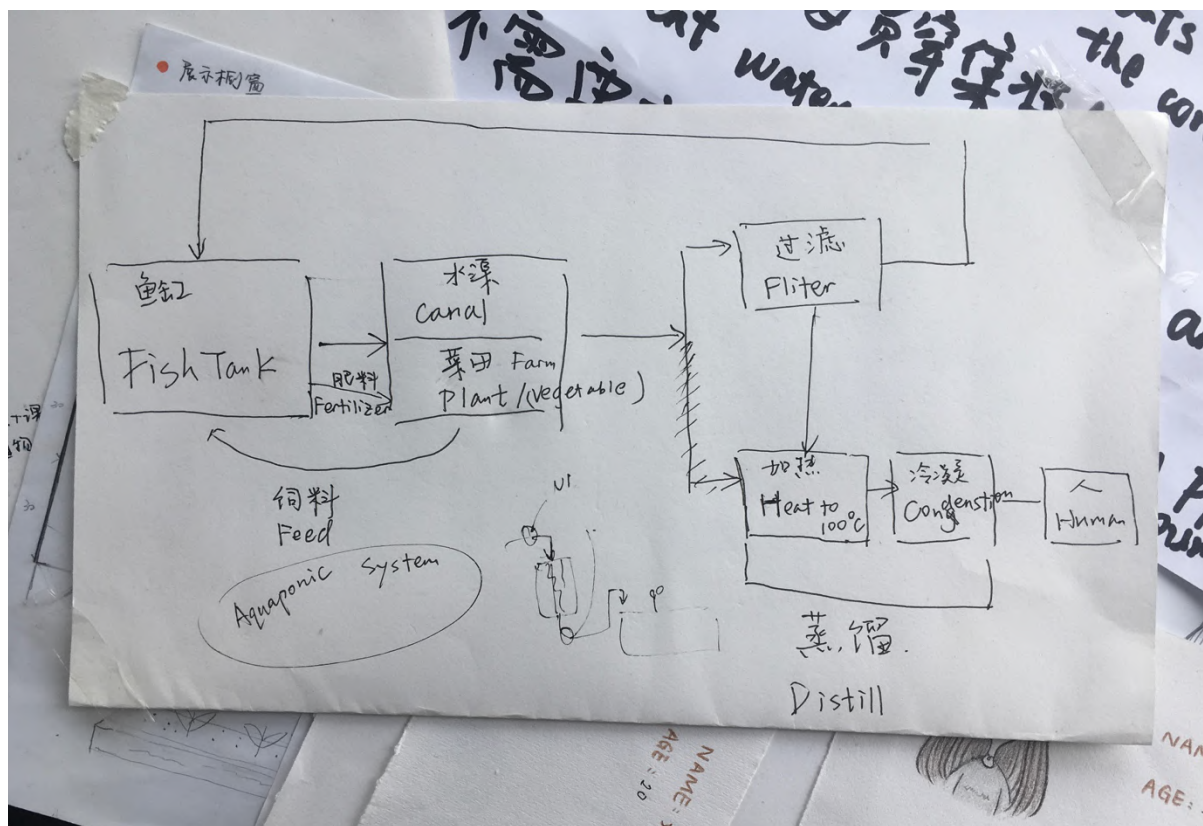 展示橱窗
water
the con
鱼缸
Fish Tank
肥料
Fertilizer
水渠
Canal
菜田 Farm
Plant/(vegetable)
过滤
Fliter
饲料
Feed
Aquaponic System
加热
Heat to
100°C
冷凝
人
Human
蒸馏.
Distill
NAME:
AGE: 20
NAM
AGE: